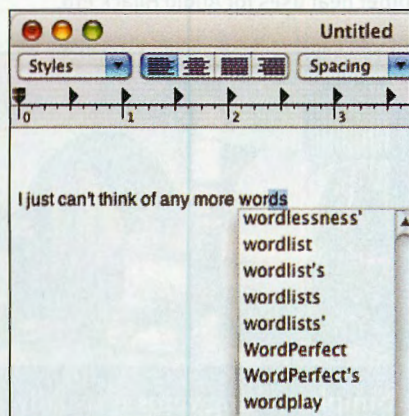 Untitled
Styles
Spacing
0 1 2 3
I just can't think of any more words
wordlessness'
wordlist
wordlist's
wordlists
wordlists'
WordPerfect
WordPerfect's
wordplay